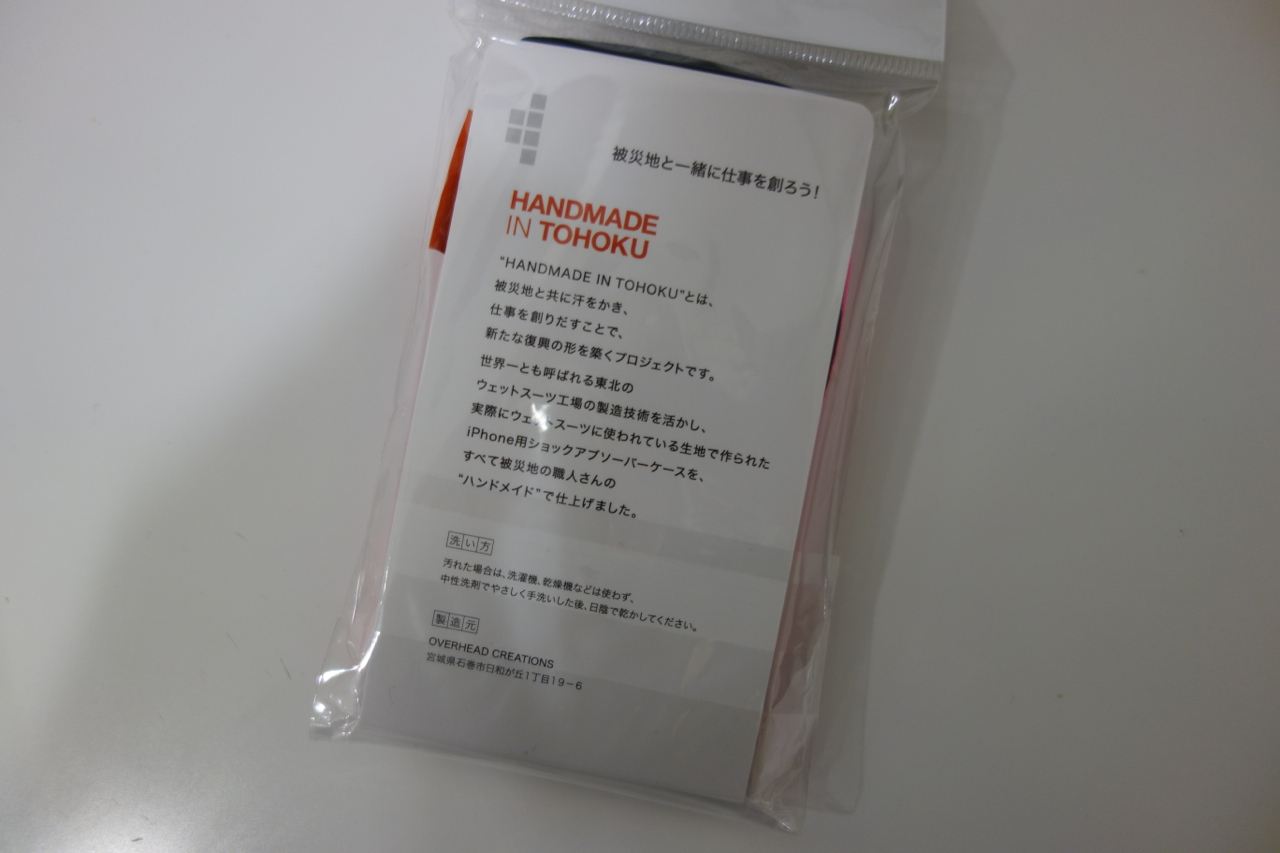 被災地と一緒に仕事を創ろう!
HANDMADE
IN TOHOKU
"HANDMADE IN TOHOKU"とは、
被災地と共に汗をかき、
仕事を創りだすことで、
新たな復興の形を築くプロジェクトです。
世界一とも呼ばれる東北の
ウェットスーツ工場の製造技術を活かし、
実際にウェットスーツに使われている生地で作られた
iPhone用ショックアブソーバーケースを、
すべて被災地の職人さんの
"ハンドメイド"で仕上げました。
洗い方
汚れた場合は、洗濯機、乾燥機などは使わず、
中性洗剤でやさしく手洗いした後、日陰で乾かしてください。
製造元
OVERHEAD CREATIONS
宮城県石巻市日和が丘1丁目19−6